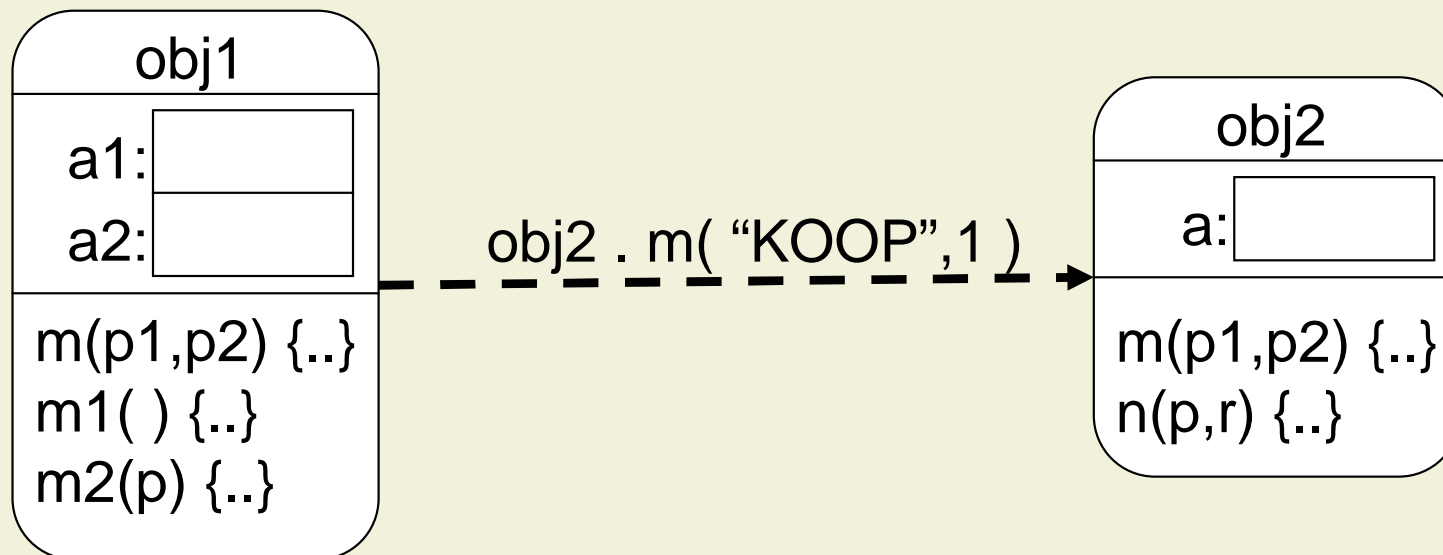 obj1
a1:
a2:
m(p1,p2) {..}
m1( ) {..}
m2(p) {..}
obj2 . m( “KOOP”,1 )
obj2
a:
m(p1,p2) {..}
n(p,r) {..}